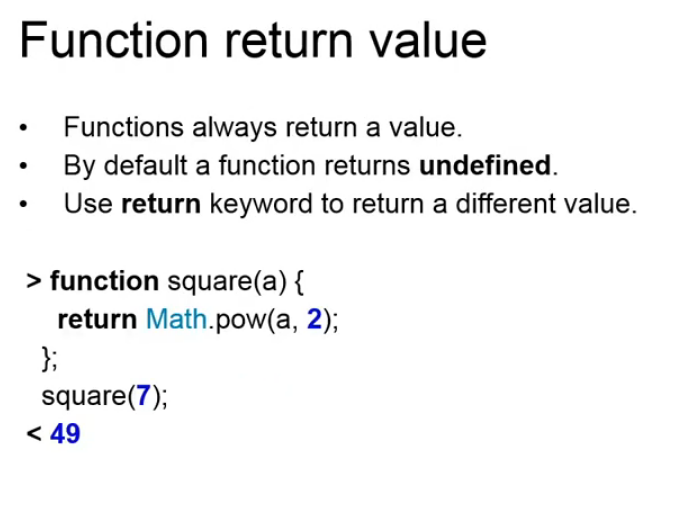 Function return value
• Functions always return a value.
• By default a function returns undefined.
• Use return keyword to return a different value.
> function square(a) {
return Math.pow(a, 2);
};
square(7);
< 49